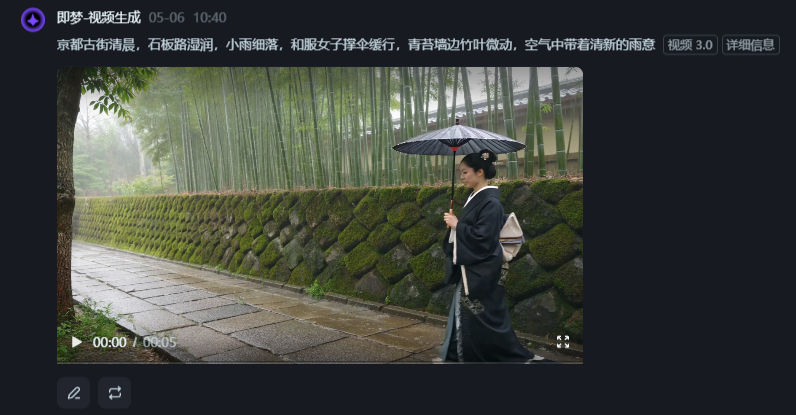 即梦-视频生成 05-06 10:40
京都古街清晨，石板路湿润，小雨细落，和服女子撑伞缓行，青苔墙边竹叶微动，空气中带着清新的雨意 视频 3.0 详细信息
00:00 / 00:05